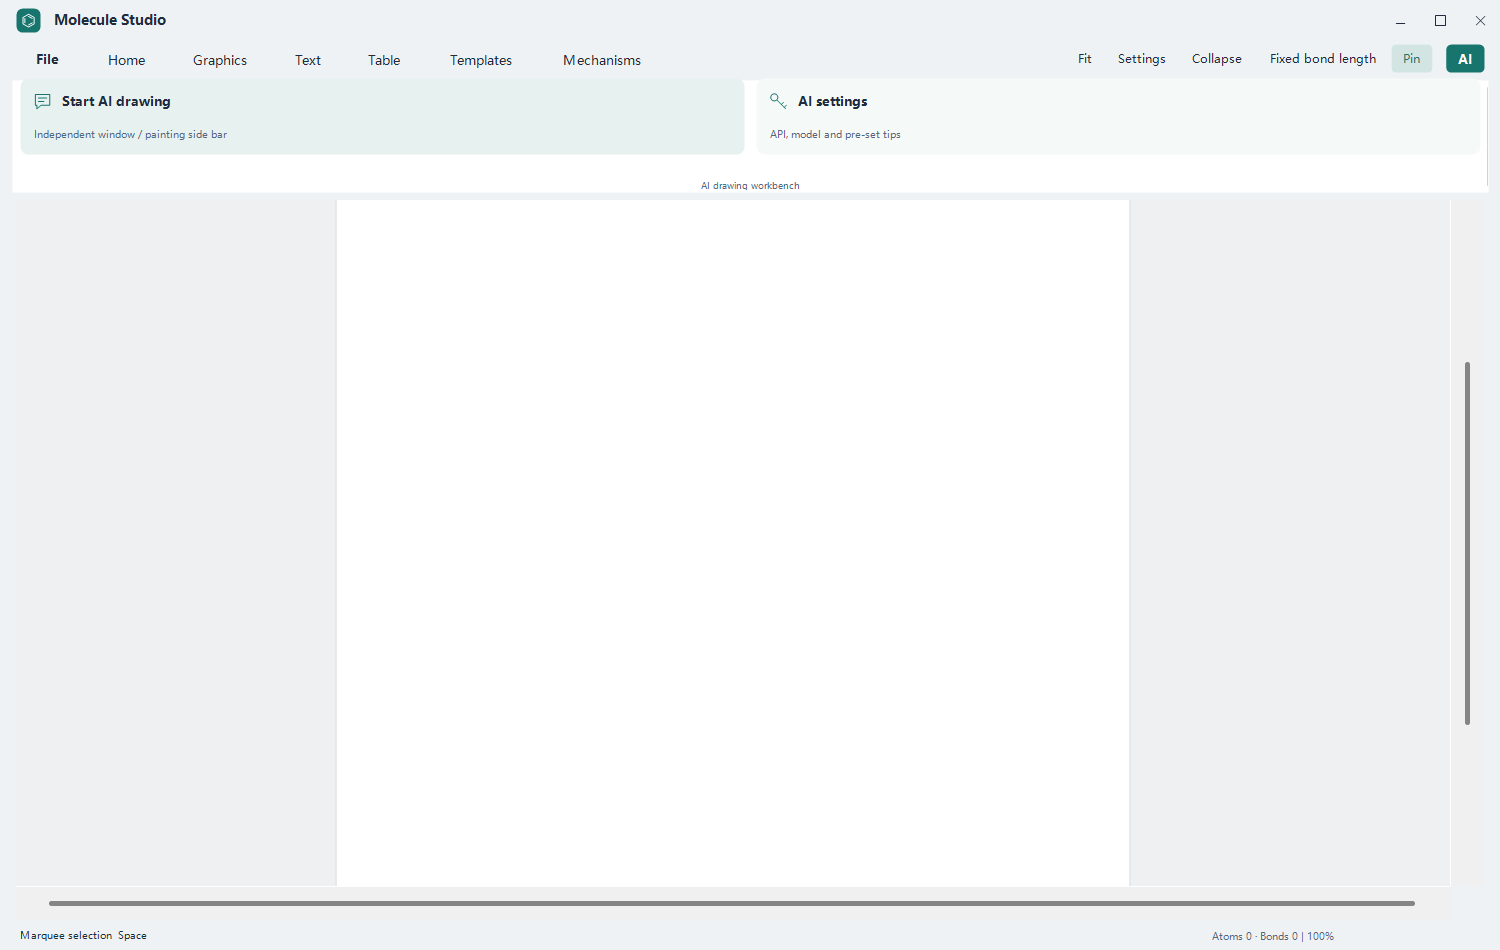 Molecule Studio
File Home Graphics Text Table Templates Mechanisms Fit Settings Collapse Fixed bond length Pin AI
Start AI drawing
Independent window / painting side bar
AI settings
API, model and pre-set tips
AI drawing workbench
Marquee selection Space
Atoms 0 · Bonds 0 | 100%